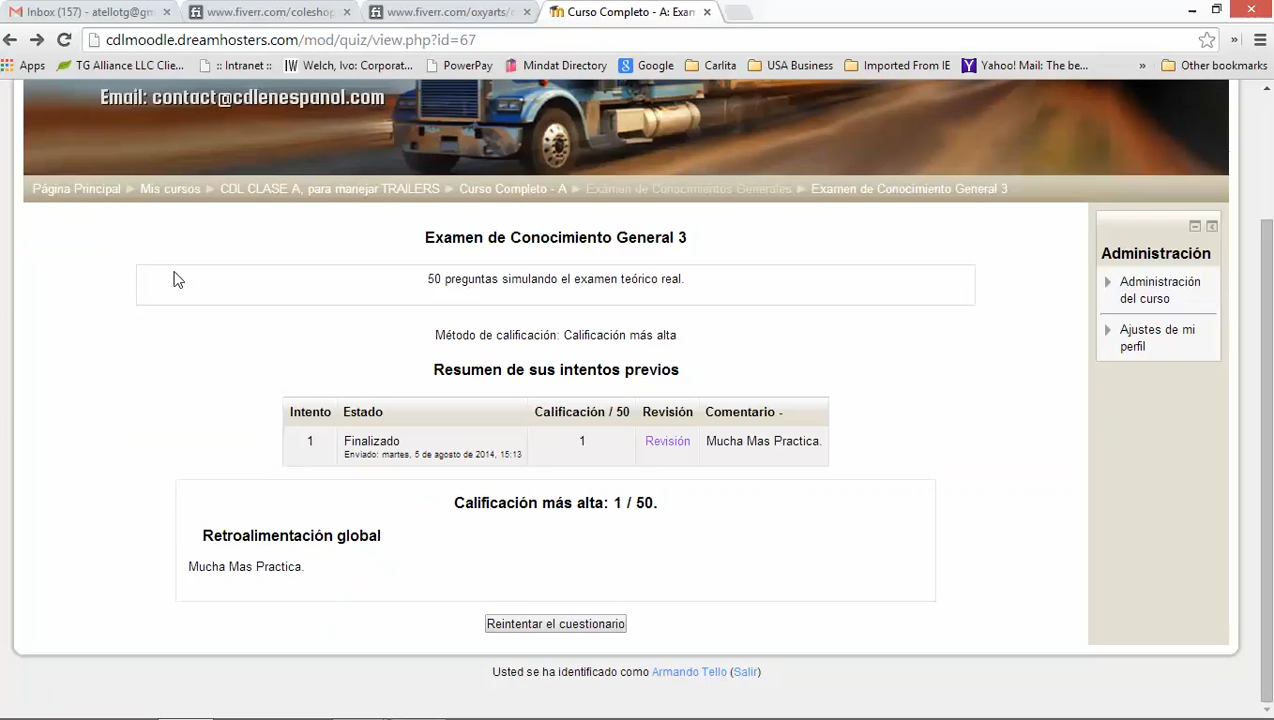 Inbox (157) - atellotg@gm
www.fiverr.com/coleshop
www.fiverr.com/oxyarts/
Curso Completo - A: Exam
cdlmoodle.dreamhosters.com/mod/quiz/view.php?id=67
Apps TG Alliance LLC Clie... :: Intranet :: Welch, Ivo: Corporat... PowerPay Mindat Directory Google Carlita USA Business Imported From IE Yahoo! Mail: The be... » Other bookmarks
Email: contact@cdlenespanol.com
Página Principal ► Mis cursos ► CDL CLASE A, para manejar TRAILERS ► Curso Completo - A ► Exámen de Conocimientos Generales ► Examen de Conocimiento General 3
Examen de Conocimiento General 3
50 preguntas simulando el examen teórico real.
Método de calificación: Calificación más alta
Resumen de sus intentos previos
Intento Estado Calificación / 50 Revisión Comentario -
1 Finalizado 1 Revisión Mucha Mas Practica.
Enviado: martes, 5 de agosto de 2014, 15:13
Calificación más alta: 1 / 50.
Retroalimentación global
Mucha Mas Practica.
Reintentar el cuestionario
Administración
Administración
del curso
Ajustes de mi
perfil
Usted se ha identificado como Armando Tello (Salir)